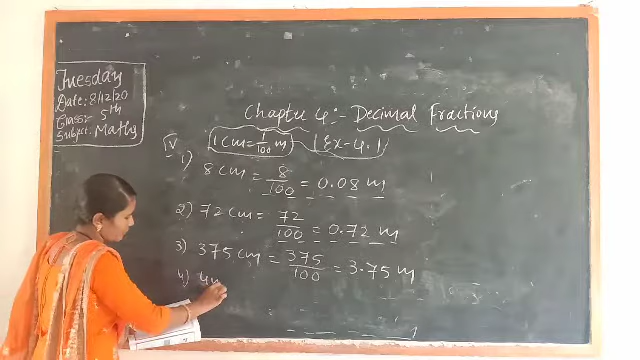 Tuesday
Date: 8/12/20
Class:- 5th
Subject: Maths
Chapter 4:- Decimal Fractions
IV 1 cm = 1/100 m (Ex-4.1)
1) 8 cm = 8/100 = 0.08 m
2) 72 cm = 72/100 = 0.72 m
3) 375 cm = 375/100 = 3.75 m
4)